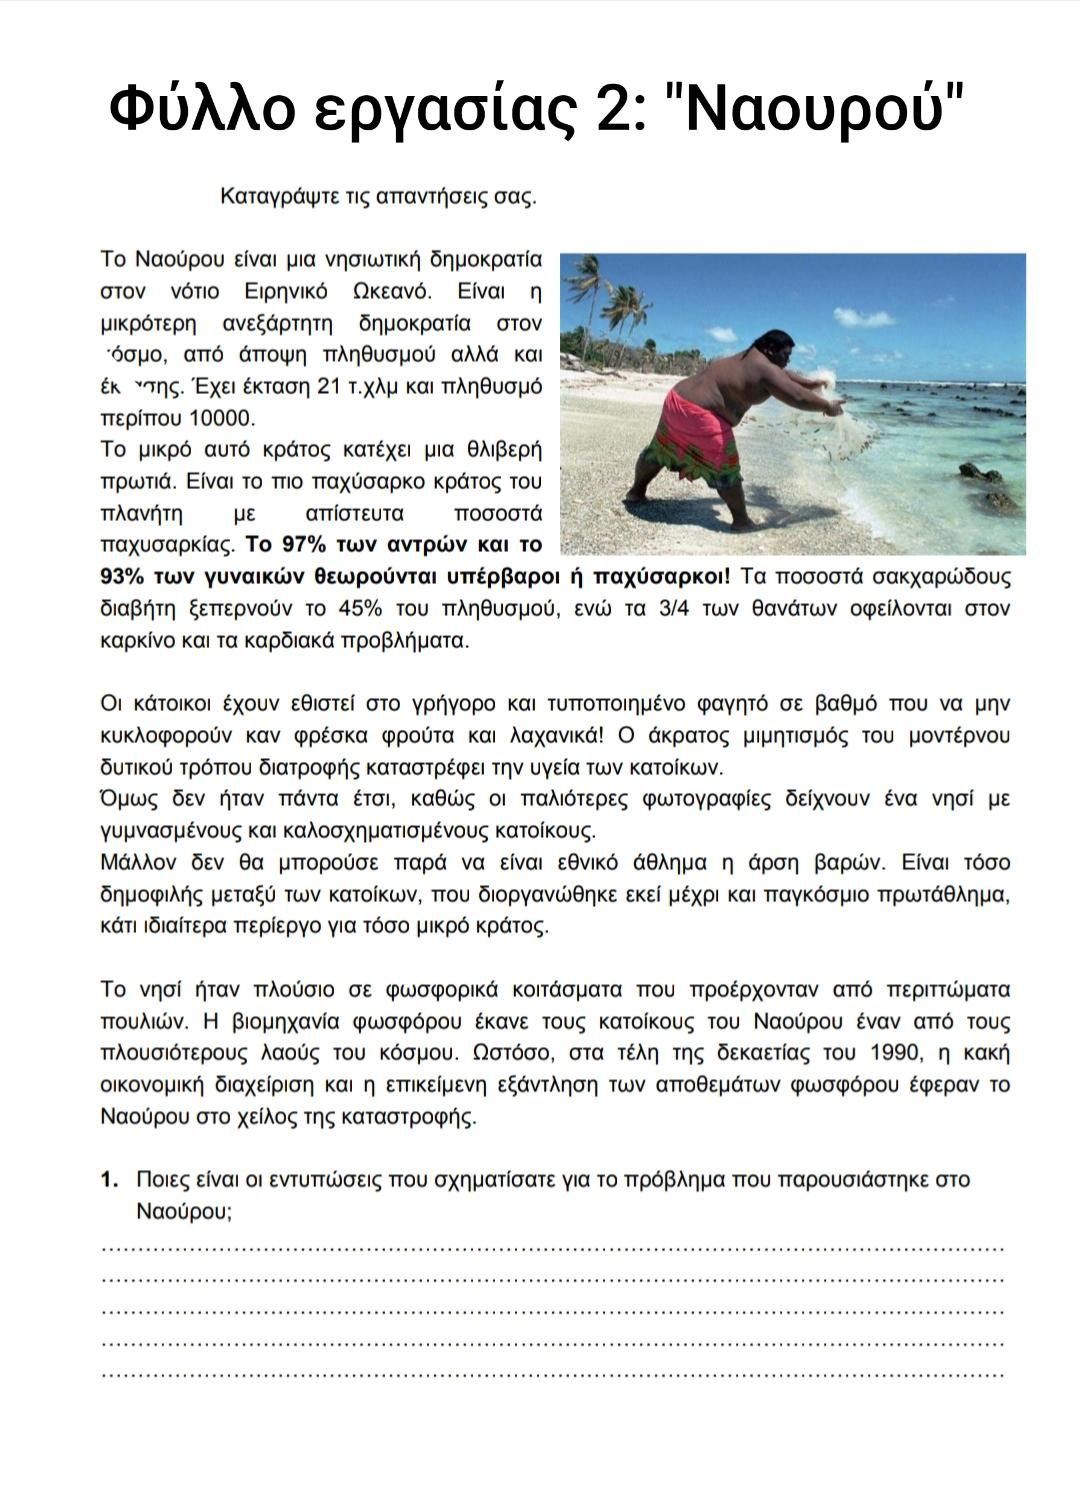 Φύλλο εργασίας 2: "Ναουρού"
Καταγράψτε τις απαντήσεις σας.
Το Ναούρου είναι μια νησιωτική δημοκρατία
στον νότιο Ειρηνικό Ωκεανό. Είναι η
μικρότερη ανεξάρτητη δημοκρατία στον
όσμο, από άποψη πληθυσμού αλλά και
Έχει έκταση 21 τ.χλμ και πληθυσμό
περίπου 10000.
Το μικρό αυτό κράτος κατέχει μια θλιβερή
πρωτιά. Είναι το πιο παχύσαρκο κράτος του
πλανήτη με απίστευτα ποσοστά
παχυσαρκίας. Το 97% των αντρών και το
93% των γυναικών θεωρούνται υπέρβαροι ή παχύσαρκοι! Τα ποσοστά σακχαρώδους
διαβήτη ξεπερνούν το 45% του πληθυσμού, ενώ τα 3/4 των θανάτων οφείλονται στον
καρκίνο και τα καρδιακά προβλήματα.
Οι κάτοικοι έχουν εθιστεί στο γρήγορο και τυποποιημένο φαγητό σε βαθμό που να μην
κυκλοφορούν καν φρέσκα φρούτα και λαχανικά! Ο άκρατος μιμητισμός του μοντέρνου
δυτικού τρόπου διατροφής καταστρέφει την υγεία των κατοίκων.
Όμως δεν ήταν πάντα έτσι, καθώς οι παλιότερες φωτογραφίες δείχνουν ένα νησί με
γυμνασμένους και καλοσχηματισμένους κατοίκους.
Μάλλον δεν θα μπορούσε παρά να είναι εθνικό άθλημα η άρση βαρών. Είναι τόσο
δημοφιλής μεταξύ των κατοίκων, που διοργανώθηκε εκεί μέχρι και παγκόσμιο πρωτάθλημα,
κάτι ιδιαίτερα περίεργο για τόσο μικρό κράτος.
Το νησί ήταν πλούσιο σε φωσφορικά κοιτάσματα που προέρχονταν από περιττώματα
πουλιών. Η βιομηχανία φωσφόρου έκανε τους κατοίκους του Ναούρου έναν από τους
πλουσιότερους λαούς του κόσμου. Ωστόσο, στα τέλη της δεκαετίας του 1990, η κακή
οικονομική διαχείριση και η επικείμενη εξάντληση των αποθεμάτων φωσφόρου έφεραν το
Ναούρου στο χείλος της καταστροφής.
1. Ποιες είναι οι εντυπώσεις που σχηματίσατε για το πρόβλημα που παρουσιάστηκε στο
Ναούρου;